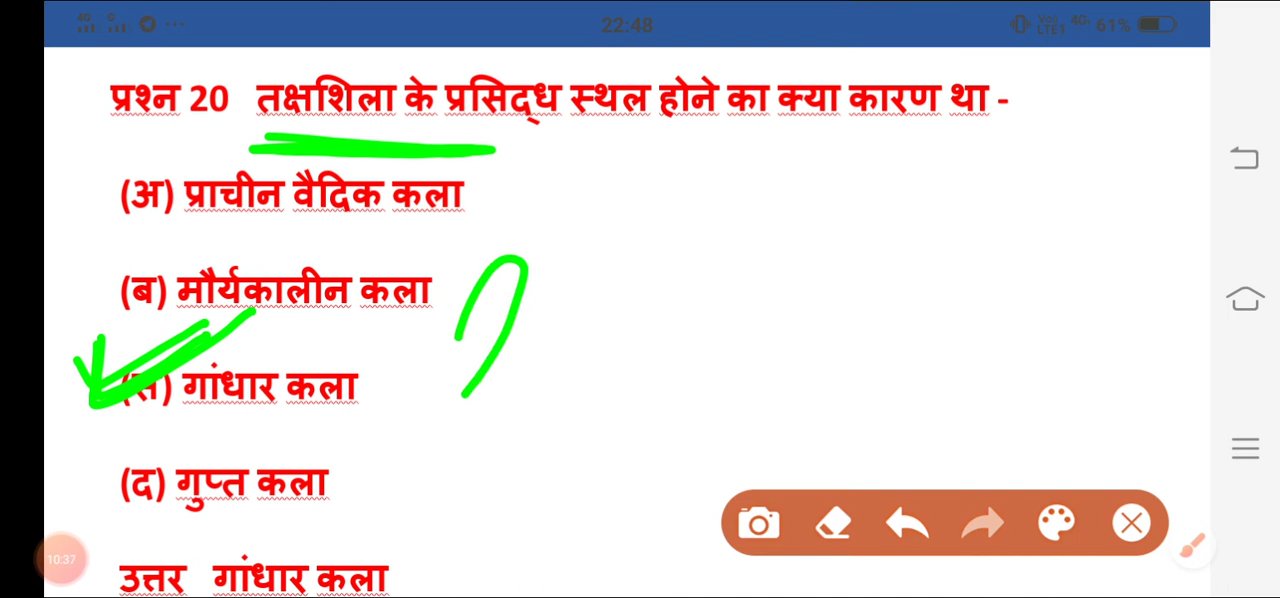 22:48
4G 61%
प्रश्न 20 तक्षशिला के प्रसिद्ध स्थल होने का क्या कारण था -
(अ) प्राचीन वैदिक कला
(ब) मौर्यकालीन कला
(स) गांधार कला
(द) गुप्त कला
10:37
उत्तर गांधार कला